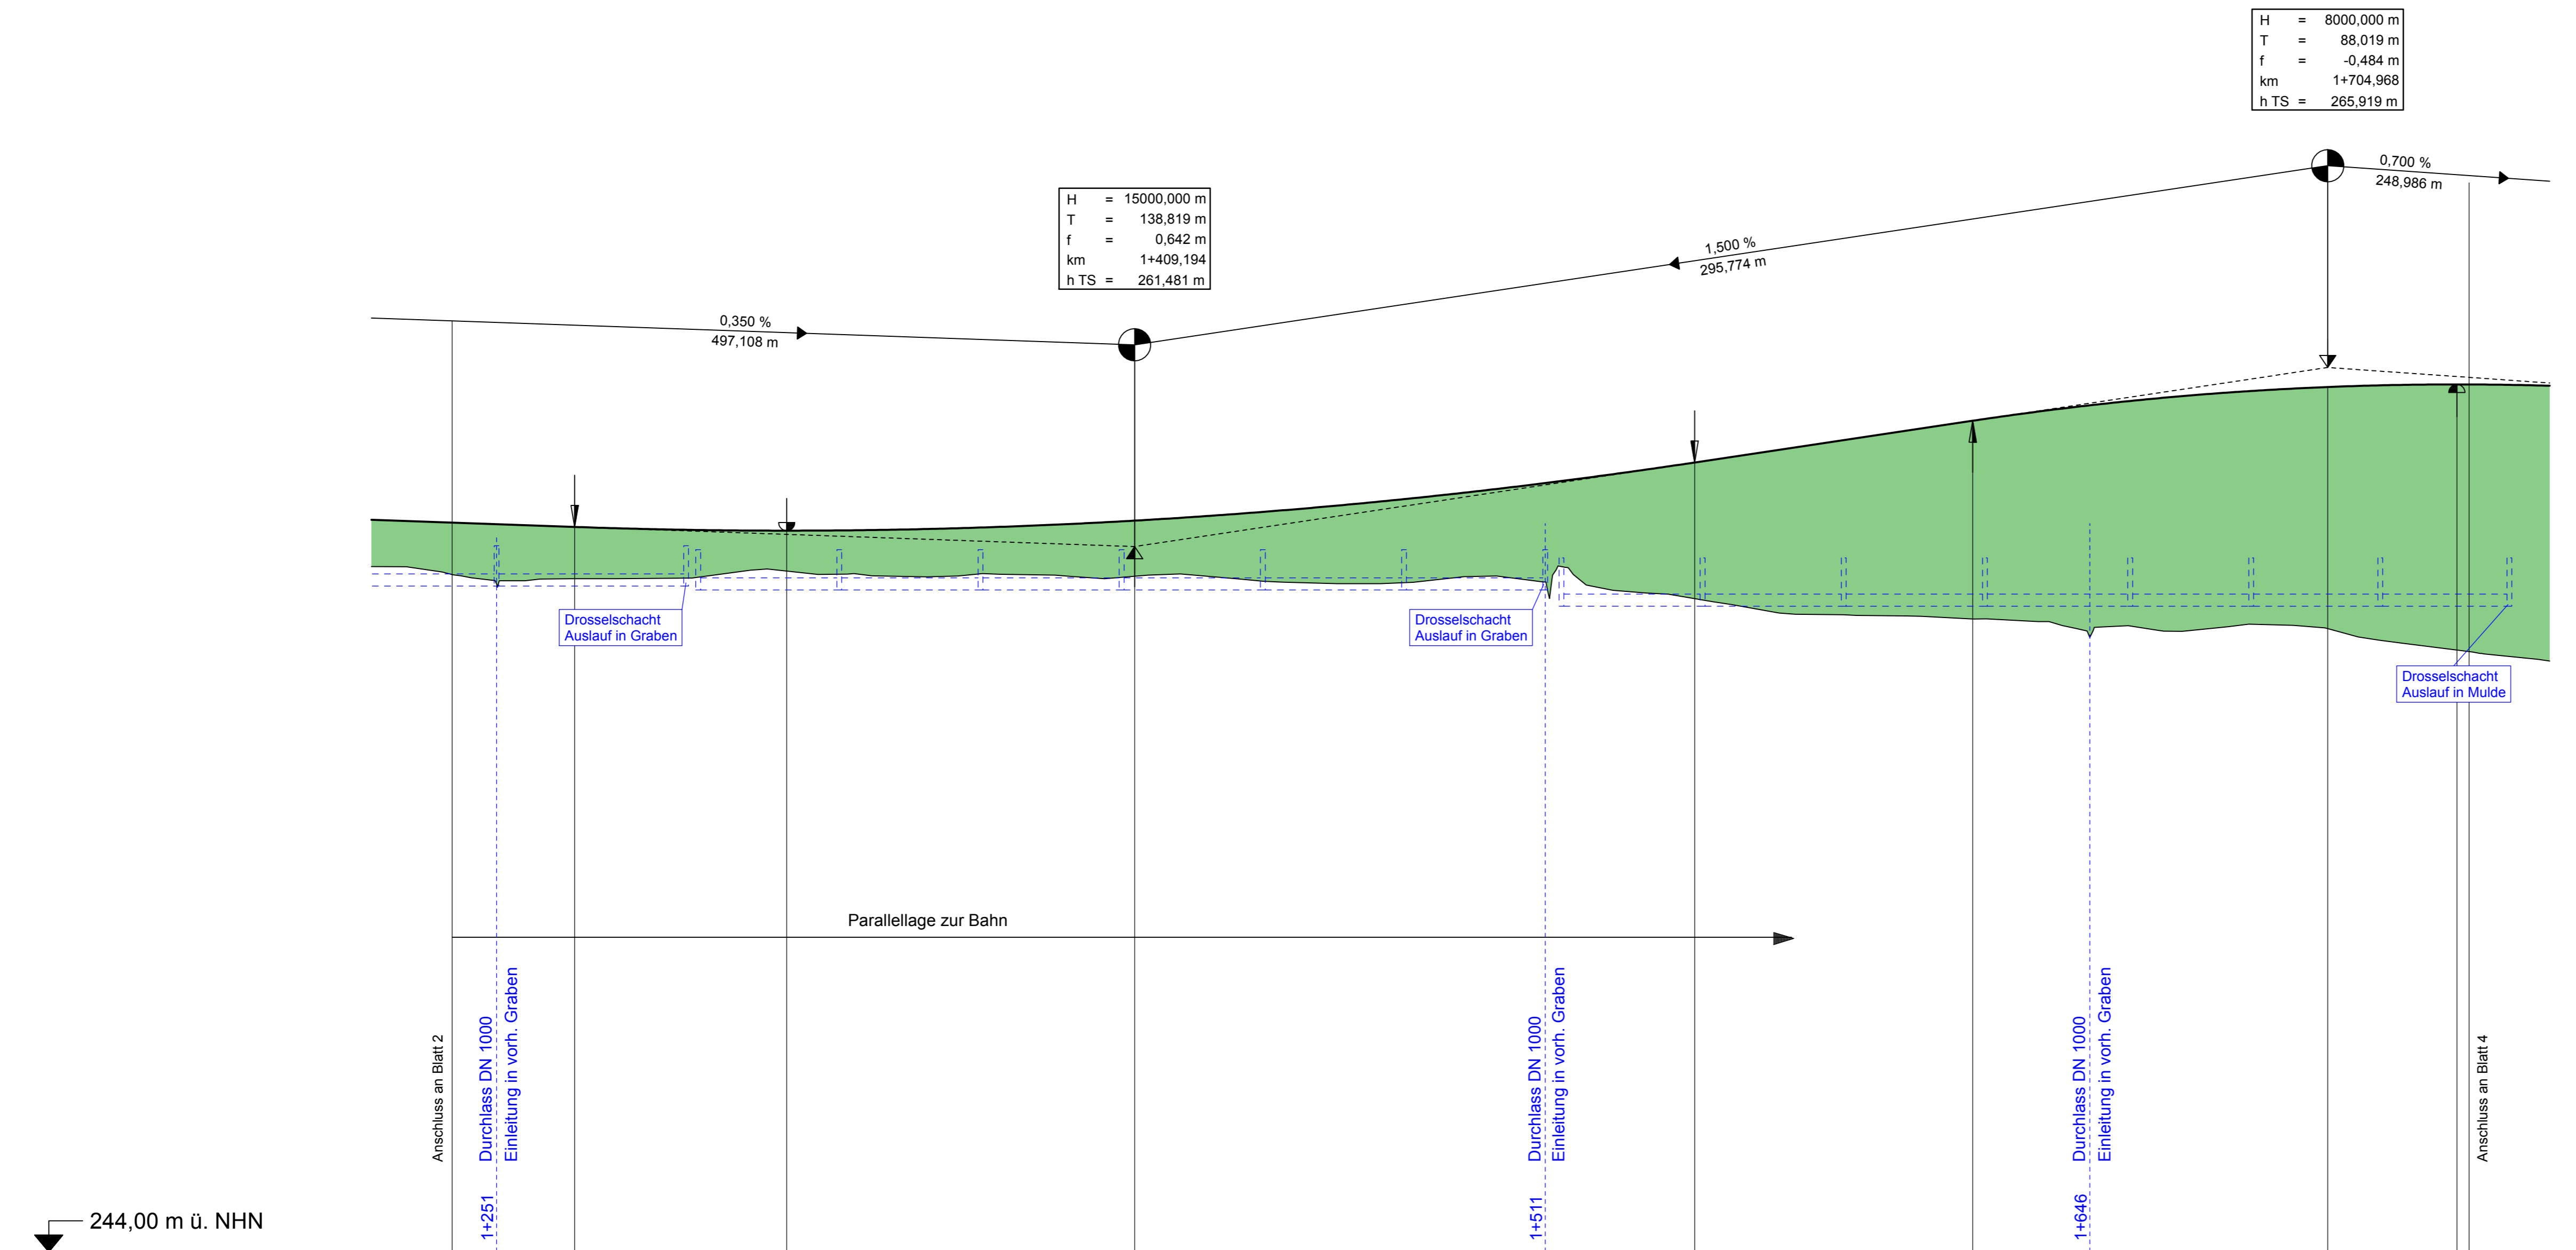 H = 8000,000 m
T = 88,019 m
f = -0,484 m
km 1+704,968
h TS = 265,919 m
0,700 %
248,986 m
H = 15000,000 m
T = 138,819 m
f = 0,642 m
km 1+409,194
h TS = 261,481 m
1,500 %
295,774 m
0,350 %
497,108 m
Drosselschacht
Auslauf in Graben
Drosselschacht
Auslauf in Graben
Drosselschacht
Auslauf in Mulde
Parallellage zur Bahn
Anschluss an Blatt 2
1+251 Durchlass DN 1000
Einleitung in vorh. Graben
1+511 Durchlass DN 1000
Einleitung in vorh. Graben
1+646 Durchlass DN 1000
Einleitung in vorh. Graben
Anschluss an Blatt 4
244,00 m ü. NHN